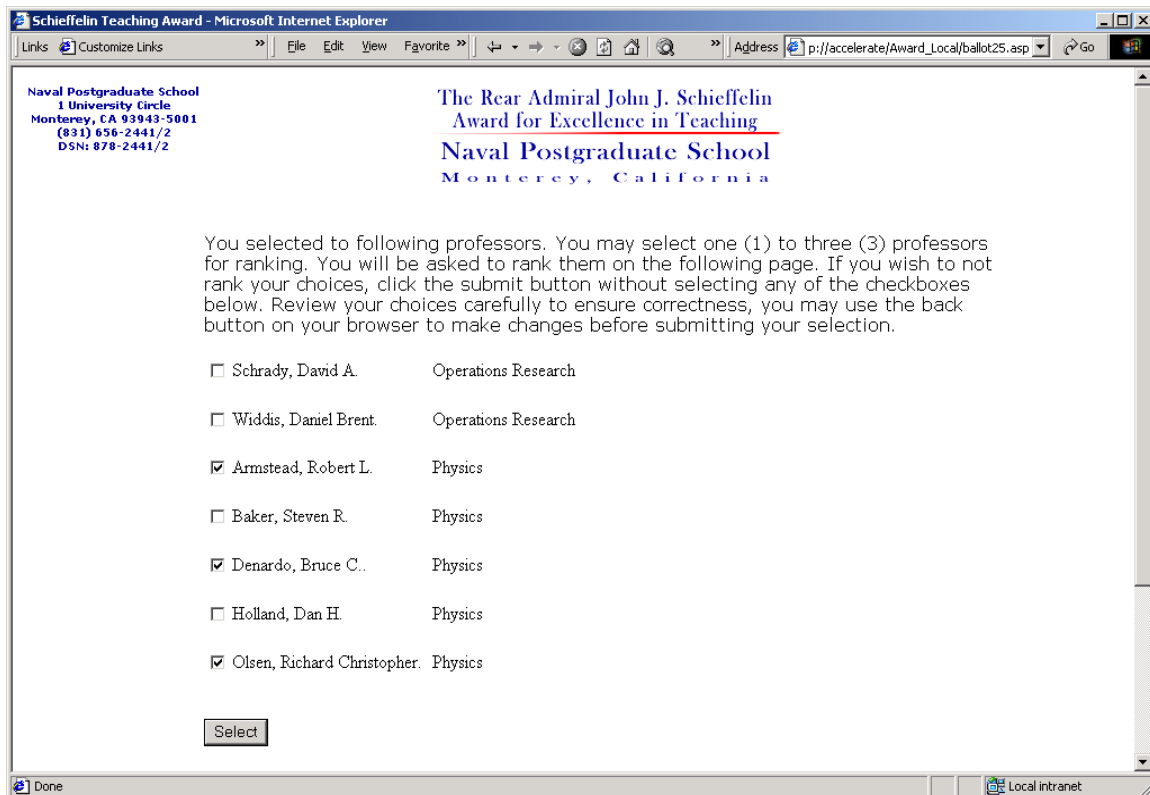 Schieffelin Teaching Award - Microsoft Internet Explorer
Links Customize Links » File Edit View Favorite » » Address p://accelerate/Award_Local/ballot25.asp Go
Naval Postgraduate School
1 University Circle
Monterey, CA 93943-5001
(831) 656-2441/2
DSN: 878-2441/2
The Rear Admiral John J. Schieffelin
Award for Excellence in Teaching
Naval Postgraduate School
Monterey, California
You selected to following professors. You may select one (1) to three (3) professors
for ranking. You will be asked to rank them on the following page. If you wish to not
rank your choices, click the submit button without selecting any of the checkboxes
below. Review your choices carefully to ensure correctness, you may use the back
button on your browser to make changes before submitting your selection.
Schrady, David A. Operations Research
Widdis, Daniel Brent. Operations Research
Armstead, Robert L. Physics
Baker, Steven R. Physics
Denardo, Bruce C.. Physics
Holland, Dan H. Physics
Olsen, Richard Christopher. Physics
Select
Done Local intranet